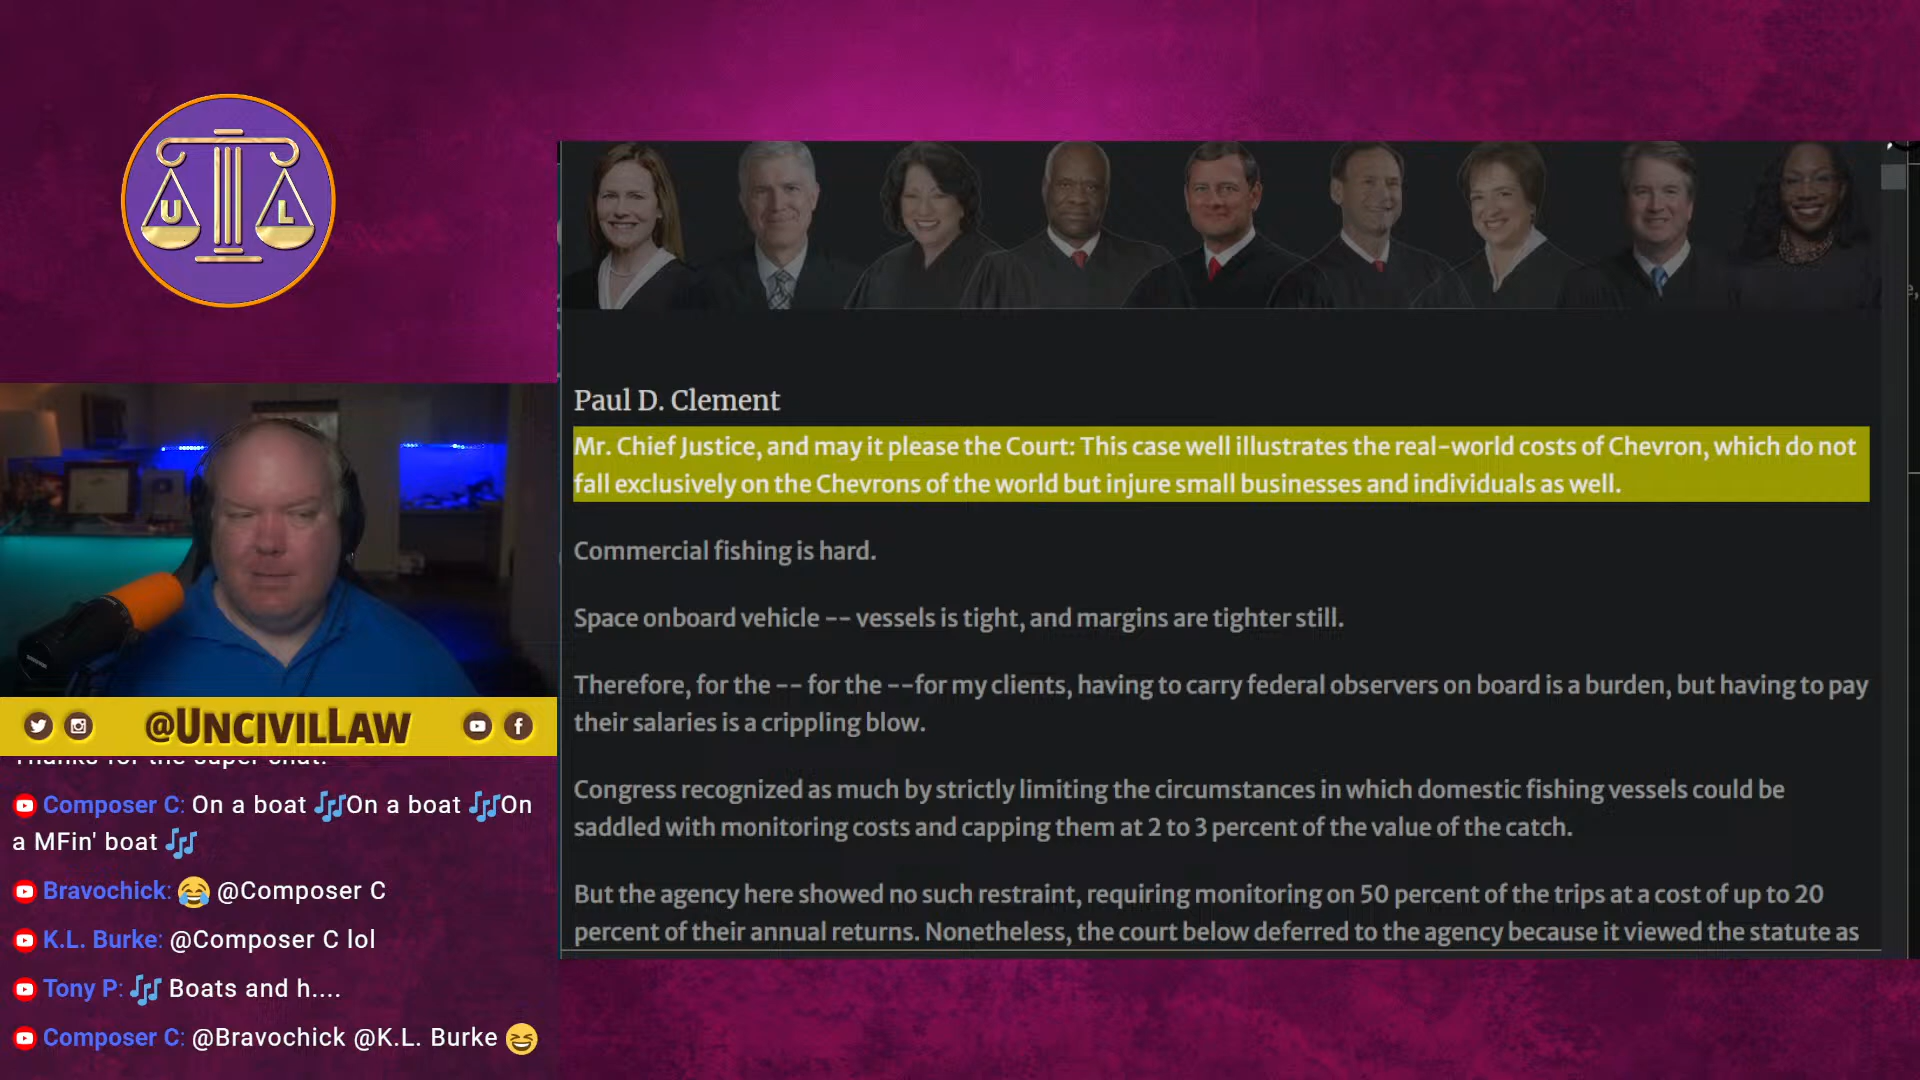 U L
Paul D. Clement
Mr. Chief Justice, and may it please the Court: This case well illustrates the real-world costs of Chevron, which do not
fall exclusively on the Chevrons of the world but injure small businesses and individuals as well.
Commercial fishing is hard.
Space onboard vehicle -- vessels is tight, and margins are tighter still.
Therefore, for the -- for the --for my clients, having to carry federal observers on board is a burden, but having to pay
their salaries is a crippling blow.
Congress recognized as much by strictly limiting the circumstances in which domestic fishing vessels could be
saddled with monitoring costs and capping them at 2 to 3 percent of the value of the catch.
But the agency here showed no such restraint, requiring monitoring on 50 percent of the trips at a cost of up to 20
percent of their annual returns. Nonetheless, the court below deferred to the agency because it viewed the statute as
@UNCIVILLAW
Thanks for the super chat.
Composer C: On a boat 🎶On a boat 🎶On
a MFin' boat 🎶
Bravochick: 😂 @Composer C
K.L. Burke: @Composer C lol
Tony P: 🎶 Boats and h....
Composer C: @Bravochick @K.L. Burke 😆